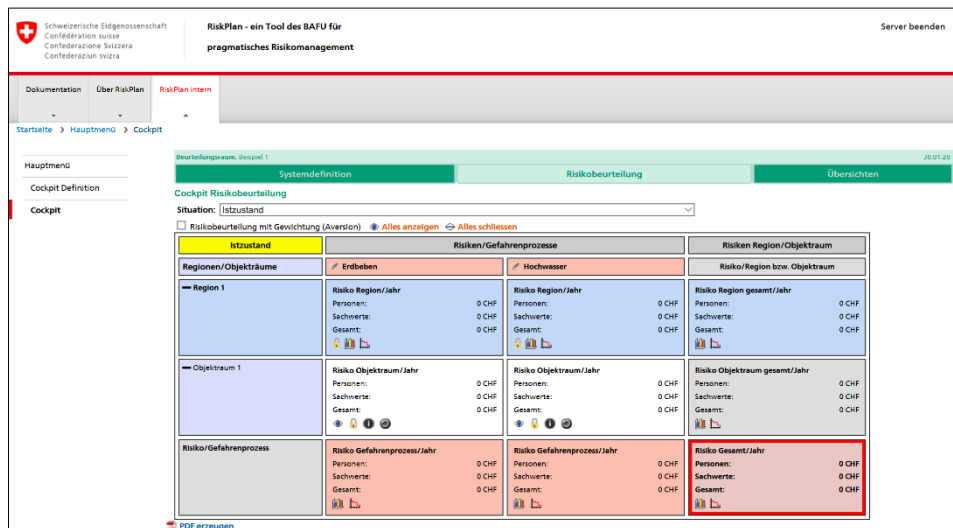 Schweizerische Eidgenossenschaft
Confédération suisse
Confederazione Svizzera
Confederaziun svizra
RiskPlan - ein Tool des BAFU für
pragmatisches Risikomanagement
Server beenden
Dokumentation Über RiskPlan RiskPlan intern
Startseite > Hauptmenü > Cockpit
Hauptmenü
Cockpit Definition
Cockpit
Beurteilungsraum: Beispiel 1 30.01.20
Systemdefinition Risikobeurteilung Übersichten
Cockpit Risikobeurteilung
Situation: Istzustand
Risikobeurteilung mit Gewichtung (Aversion) Alles anzeigen Alles schliessen
Istzustand Risiken/Gefahrenprozesse Risiken Region/Objektraum
Regionen/Objekträume Erdbeben Hochwasser Risiko/Region bzw. Objektraum
Region 1 Risiko Region/Jahr Risiko Region/Jahr Risiko Region gesamt/Jahr
Personen: 0 CHF Personen: 0 CHF Personen: 0 CHF
Sachwerte: 0 CHF Sachwerte: 0 CHF Sachwerte: 0 CHF
Gesamt: 0 CHF Gesamt: 0 CHF Gesamt: 0 CHF
Objektraum 1 Risiko Objektraum/Jahr Risiko Objektraum/Jahr Risiko Objektraum gesamt/Jahr
Personen: 0 CHF Personen: 0 CHF Personen: 0 CHF
Sachwerte: 0 CHF Sachwerte: 0 CHF Sachwerte: 0 CHF
Gesamt: 0 CHF Gesamt: 0 CHF Gesamt: 0 CHF
Risiko/Gefahrenprozess Risiko Gefahrenprozess/Jahr Risiko Gefahrenprozess/Jahr Risiko Gesamt/Jahr
Personen: 0 CHF Personen: 0 CHF Personen: 0 CHF
Sachwerte: 0 CHF Sachwerte: 0 CHF Sachwerte: 0 CHF
Gesamt: 0 CHF Gesamt: 0 CHF Gesamt: 0 CHF
PDF erzeugen